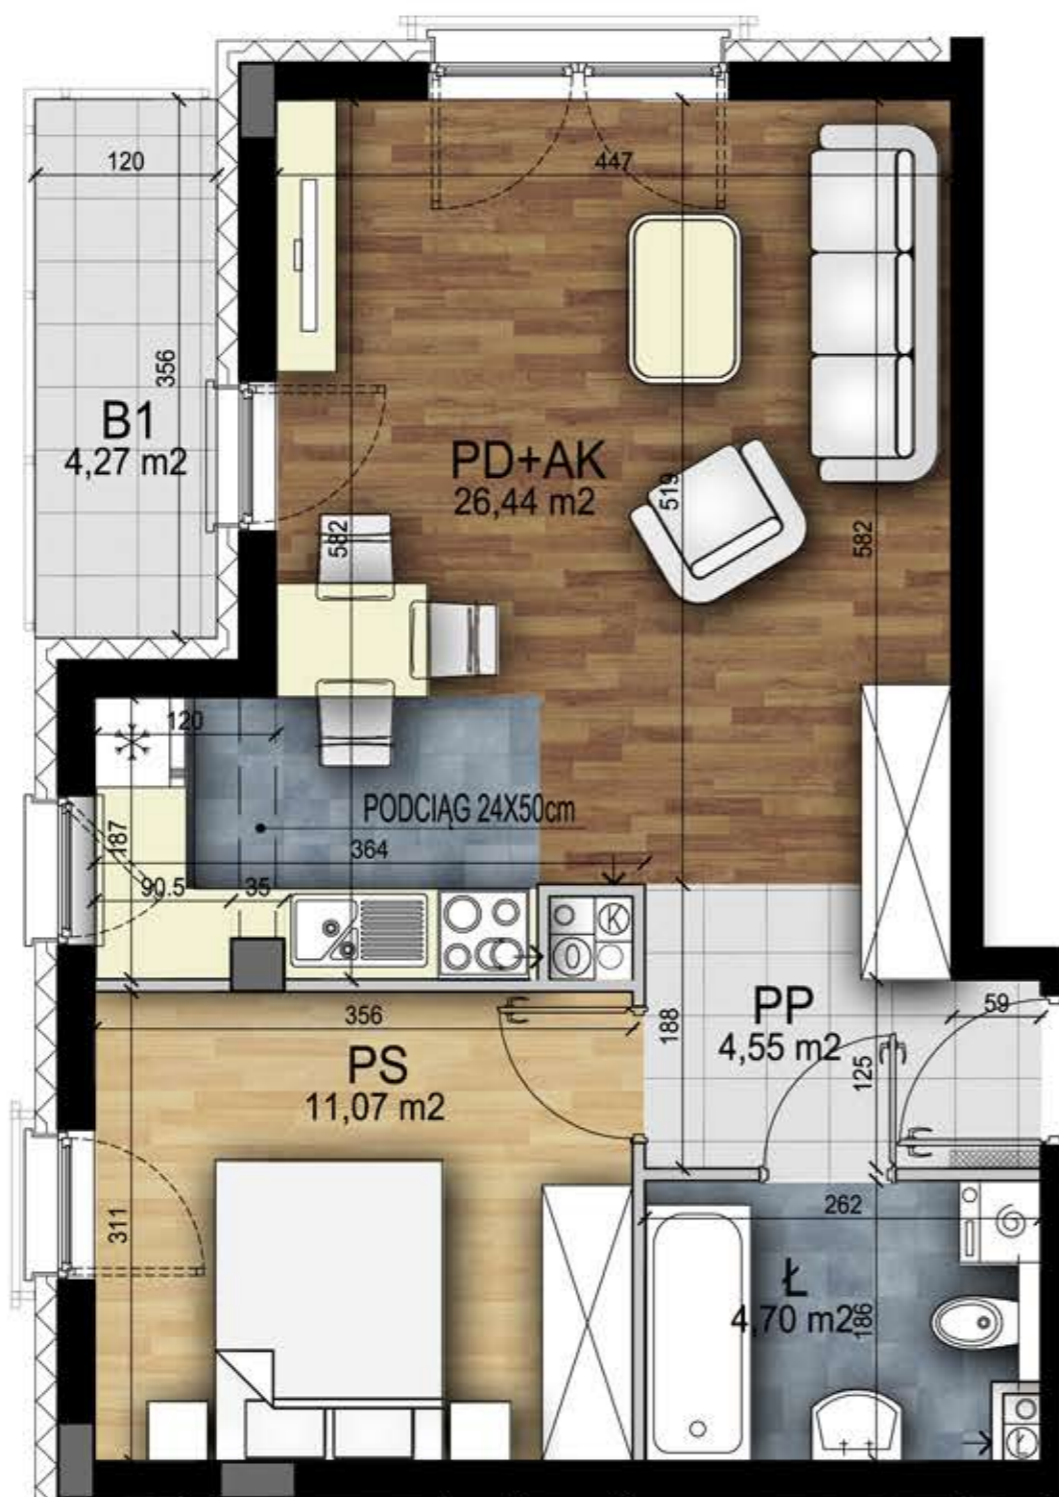 120
447
356
B1
4,27 m2
PD+AK
26,44 m2
519
582
582
120
PODCIĄG 24X50cm
187
364
90.5
35
K
O
PP
4,55 m2
59
188
125
356
PS
11,07 m2
311
262
Ł
4,70 m2
186
Ł